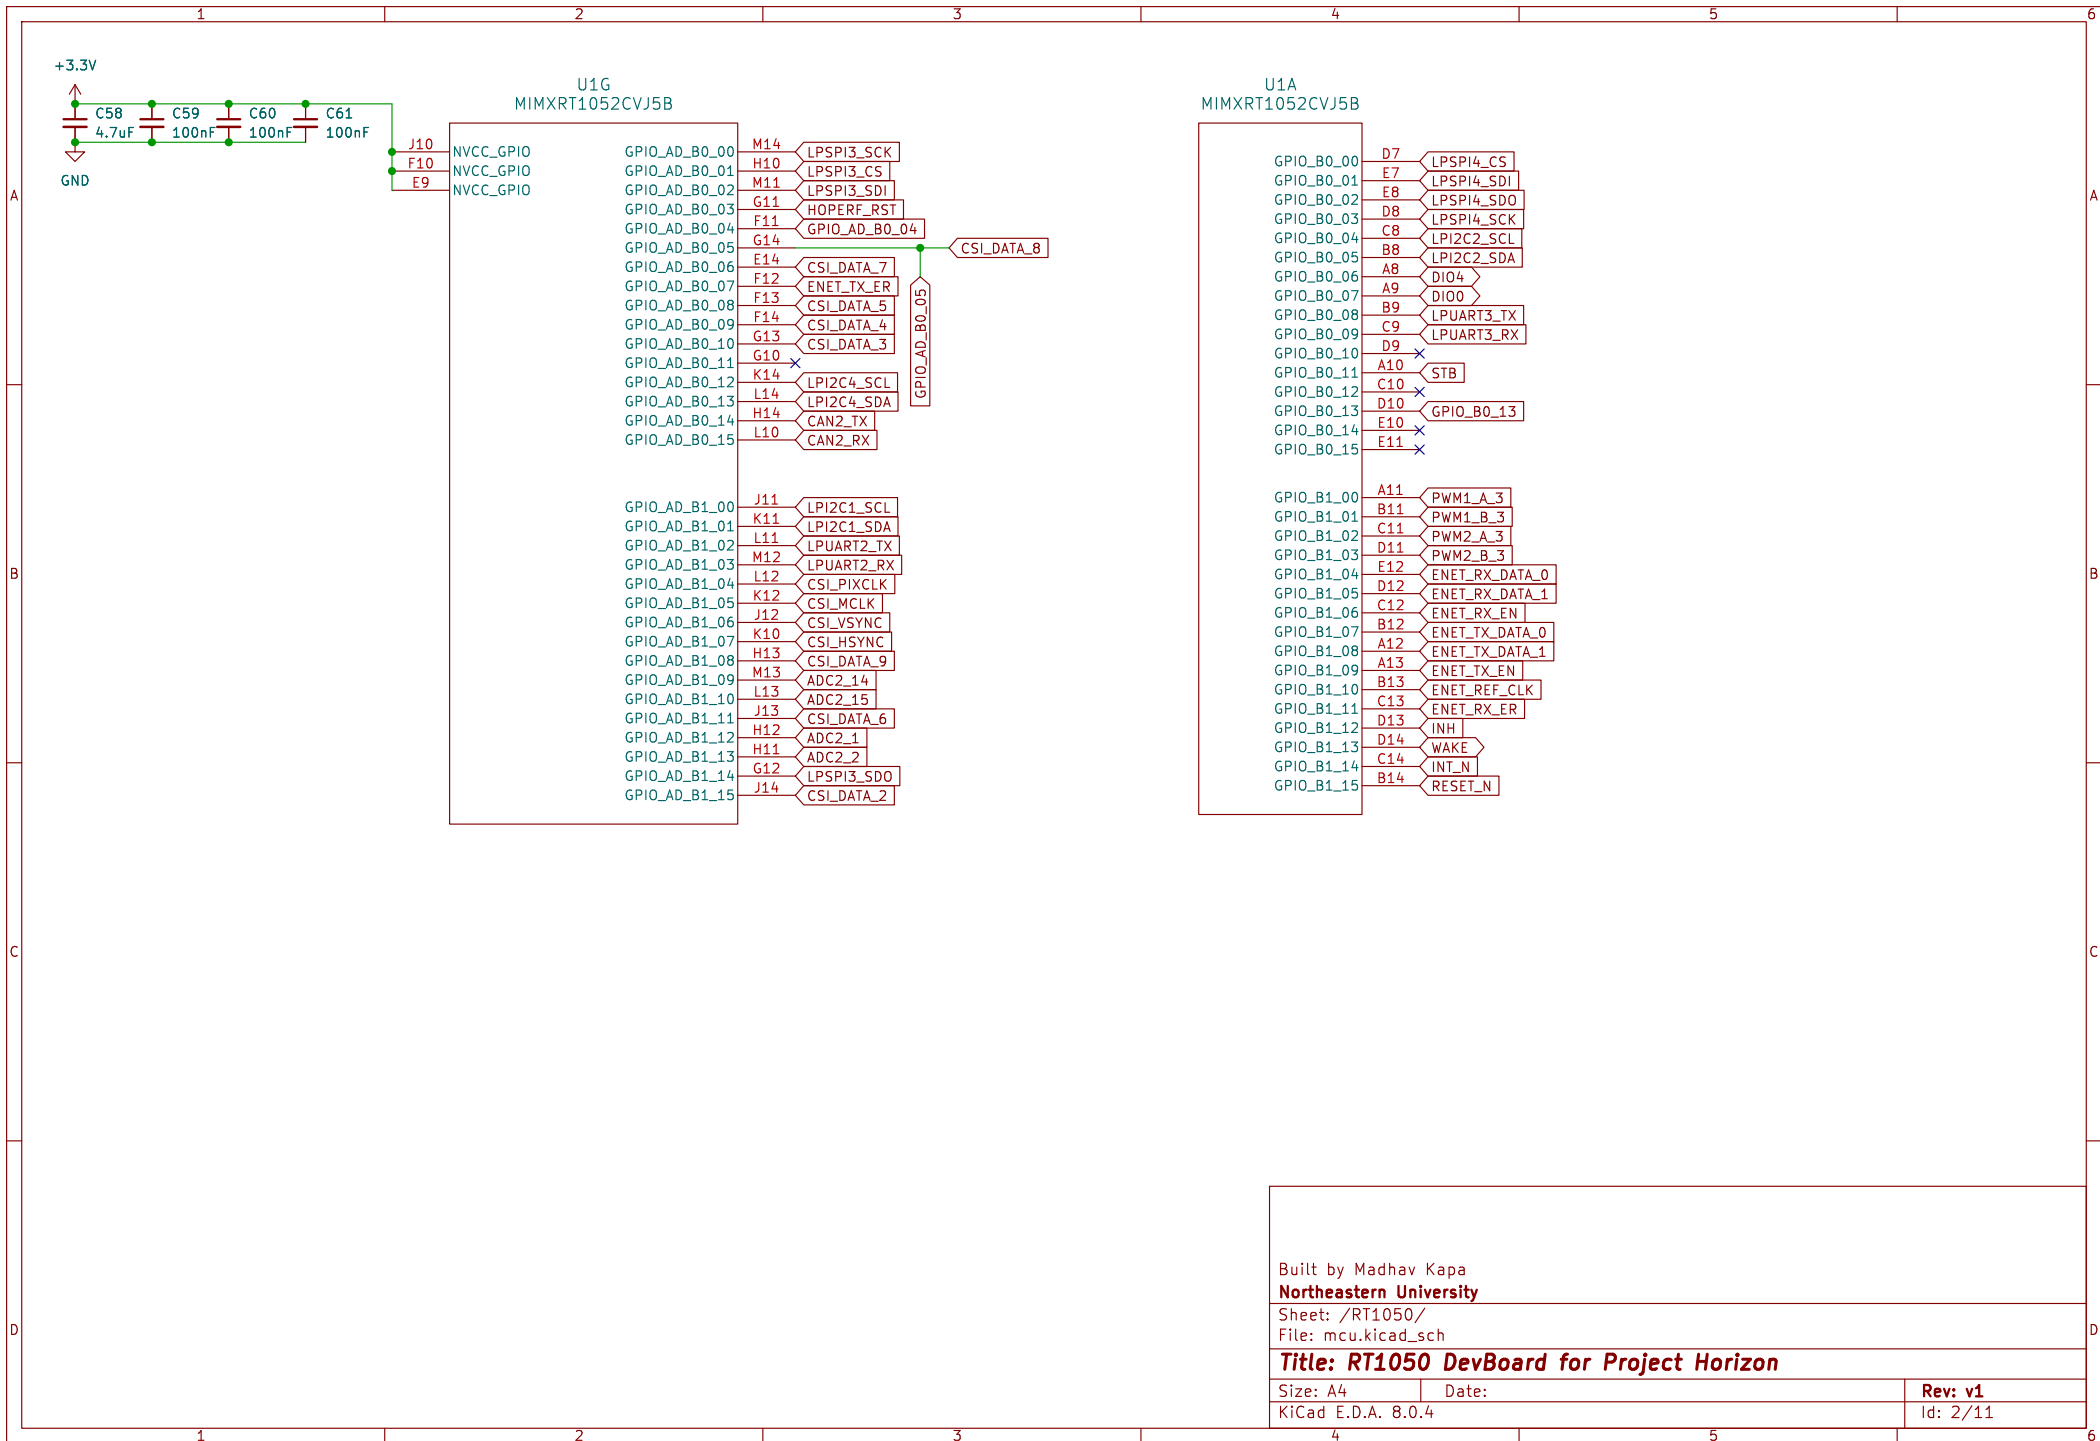 1 2 3 4 5 6
+3.3V
C58 C59 C60 C61
4.7uF 100nF 100nF 100nF
GND
U1G
MIMXRT1052CVJ5B
J10 NVCC_GPIO
F10 NVCC_GPIO
E9 NVCC_GPIO
GPIO_AD_B0_00 M14 LPSPI3_SCK
GPIO_AD_B0_01 H10 LPSPI3_CS
GPIO_AD_B0_02 M11 LPSPI3_SDI
GPIO_AD_B0_03 G11 HOPERF_RST
GPIO_AD_B0_04 F11 GPIO_AD_B0_04
GPIO_AD_B0_05 G14 CSI_DATA_8
GPIO_AD_B0_05
GPIO_AD_B0_06 E14 CSI_DATA_7
GPIO_AD_B0_07 F12 ENET_TX_ER
GPIO_AD_B0_08 F13 CSI_DATA_5
GPIO_AD_B0_09 F14 CSI_DATA_4
GPIO_AD_B0_10 G13 CSI_DATA_3
GPIO_AD_B0_11 G10
GPIO_AD_B0_12 K14 LPI2C4_SCL
GPIO_AD_B0_13 L14 LPI2C4_SDA
GPIO_AD_B0_14 H14 CAN2_TX
GPIO_AD_B0_15 L10 CAN2_RX
GPIO_AD_B1_00 J11 LPI2C1_SCL
GPIO_AD_B1_01 K11 LPI2C1_SDA
GPIO_AD_B1_02 L11 LPUART2_TX
GPIO_AD_B1_03 M12 LPUART2_RX
GPIO_AD_B1_04 L12 CSI_PIXCLK
GPIO_AD_B1_05 K12 CSI_MCLK
GPIO_AD_B1_06 J12 CSI_VSYNC
GPIO_AD_B1_07 K10 CSI_HSYNC
GPIO_AD_B1_08 H13 CSI_DATA_9
GPIO_AD_B1_09 M13 ADC2_14
GPIO_AD_B1_10 L13 ADC2_15
GPIO_AD_B1_11 J13 CSI_DATA_6
GPIO_AD_B1_12 H12 ADC2_1
GPIO_AD_B1_13 H11 ADC2_2
GPIO_AD_B1_14 G12 LPSPI3_SDO
GPIO_AD_B1_15 J14 CSI_DATA_2
U1A
MIMXRT1052CVJ5B
GPIO_B0_00 D7 LPSPI4_CS
GPIO_B0_01 E7 LPSPI4_SDI
GPIO_B0_02 E8 LPSPI4_SDO
GPIO_B0_03 D8 LPSPI4_SCK
GPIO_B0_04 C8 LPI2C2_SCL
GPIO_B0_05 B8 LPI2C2_SDA
GPIO_B0_06 A8 DIO4
GPIO_B0_07 A9 DIO0
GPIO_B0_08 B9 LPUART3_TX
GPIO_B0_09 C9 LPUART3_RX
GPIO_B0_10 D9
GPIO_B0_11 A10 STB
GPIO_B0_12 C10
GPIO_B0_13 D10 GPIO_B0_13
GPIO_B0_14 E10
GPIO_B0_15 E11
GPIO_B1_00 A11 PWM1_A_3
GPIO_B1_01 B11 PWM1_B_3
GPIO_B1_02 C11 PWM2_A_3
GPIO_B1_03 D11 PWM2_B_3
GPIO_B1_04 E12 ENET_RX_DATA_0
GPIO_B1_05 D12 ENET_RX_DATA_1
GPIO_B1_06 C12 ENET_RX_EN
GPIO_B1_07 B12 ENET_TX_DATA_0
GPIO_B1_08 A12 ENET_TX_DATA_1
GPIO_B1_09 A13 ENET_TX_EN
GPIO_B1_10 B13 ENET_REF_CLK
GPIO_B1_11 C13 ENET_RX_ER
GPIO_B1_12 D13 INH
GPIO_B1_13 D14 WAKE
GPIO_B1_14 C14 INT_N
GPIO_B1_15 B14 RESET_N
A A
B B
C C
D D
Built by Madhav Kapa
Northeastern University
Sheet: /RT1050/
File: mcu.kicad_sch
Title: RT1050 DevBoard for Project Horizon
Size: A4 Date: Rev: v1
KiCad E.D.A. 8.0.4 Id: 2/11
1 2 3 4 5 6